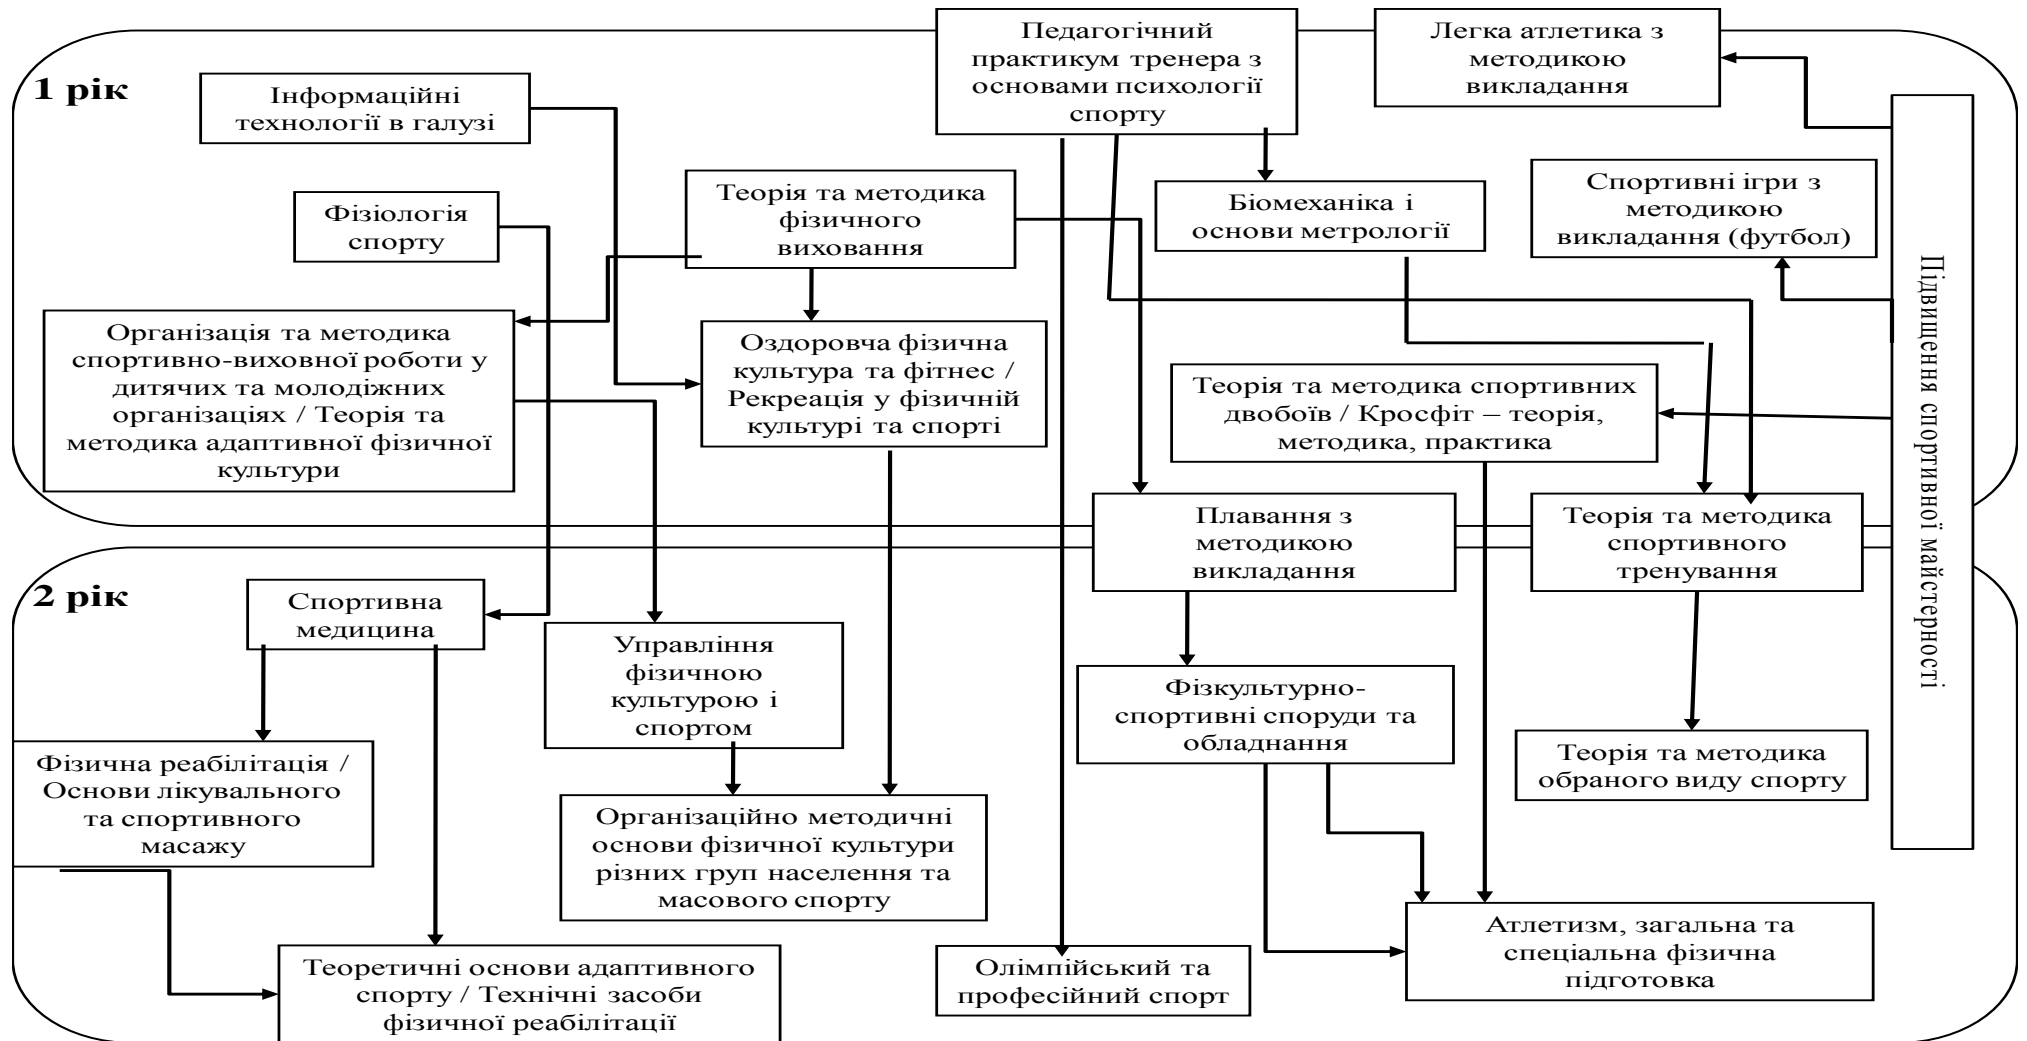 1 рік
Педагогічний
практикум тренера з
основами психології
спорту
Легка атлетика з
методикою
викладання
Інформаційні
технології в галузі
Фізіологія
спорту
Теорія та методика
фізичного
виховання
Біомеханіка і
основи метрології
Спортивні ігри з
методикою
викладання (футбол)
Підвищення спортивної майстерності
Організація та методика
спортивно-виховної роботи у
дитячих та молодіжних
організаціях / Теорія та
методика адаптивної фізичної
культури
Оздоровча фізична
культура та фітнес /
Рекреація у фізичній
культурі та спорті
Теорія та методика спортивних
двобоїв / Кросфіт – теорія,
методика, практика
Плавання з
методикою
викладання
Теорія та методика
спортивного
тренування
2 рік
Спортивна
медицина
Управління
фізичною
культурою і
спортом
Фізкультурно-
спортивні споруди та
обладнання
Теорія та методика
обраного виду спорту
Фізична реабілітація /
Основи лікувального
та спортивного
масажу
Організаційно методичні
основи фізичної культури
різних груп населення та
масового спорту
Атлетизм, загальна та
спеціальна фізична
підготовка
Теоретичні основи адаптивного
спорту / Технічні засоби
фізичної реабілітації
Олімпійський та
професійний спорт